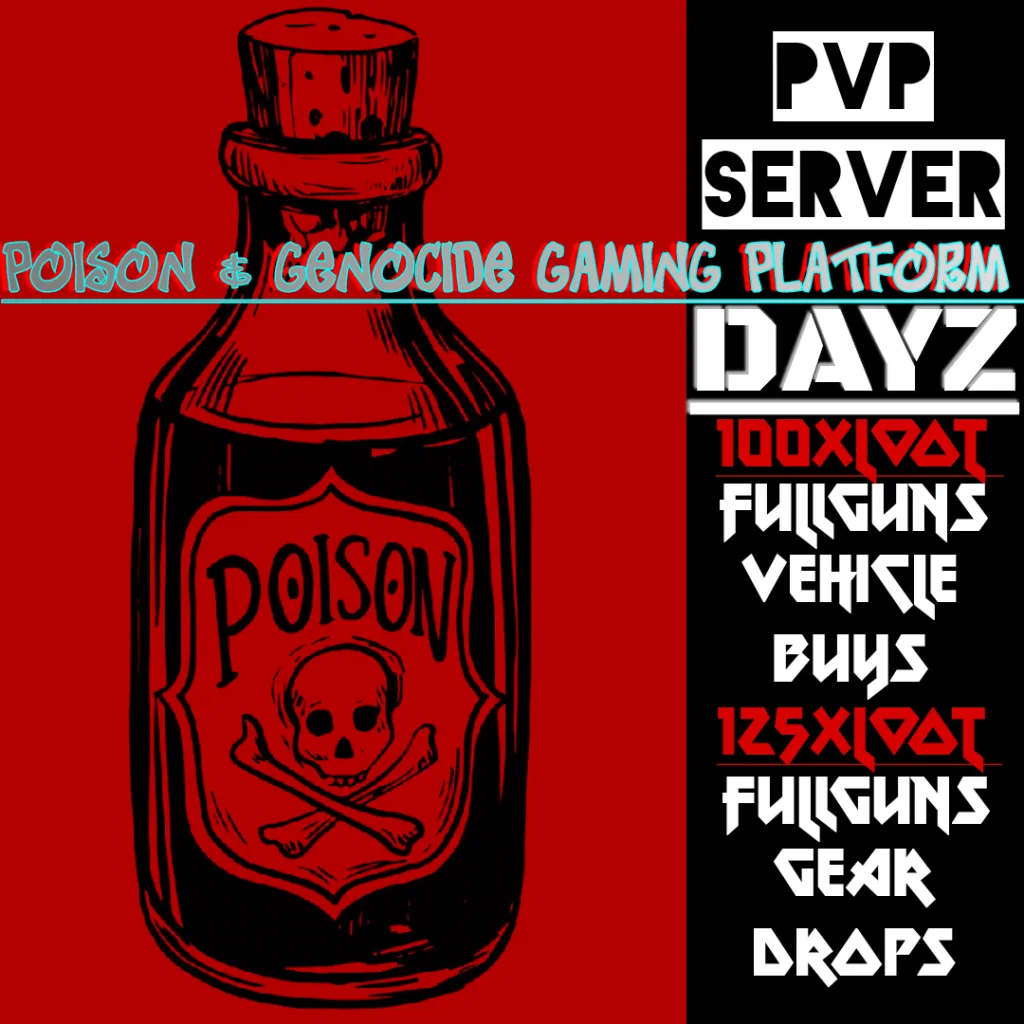 PVP
SERVER
POISON & GENOCIDE GAMING PLATFORM
DAYZ
100XLOOT
FULLGUNS
VEHICLE
BUYS
125XLOOT
FULLGUNS
GEAR
DROPS
POISON